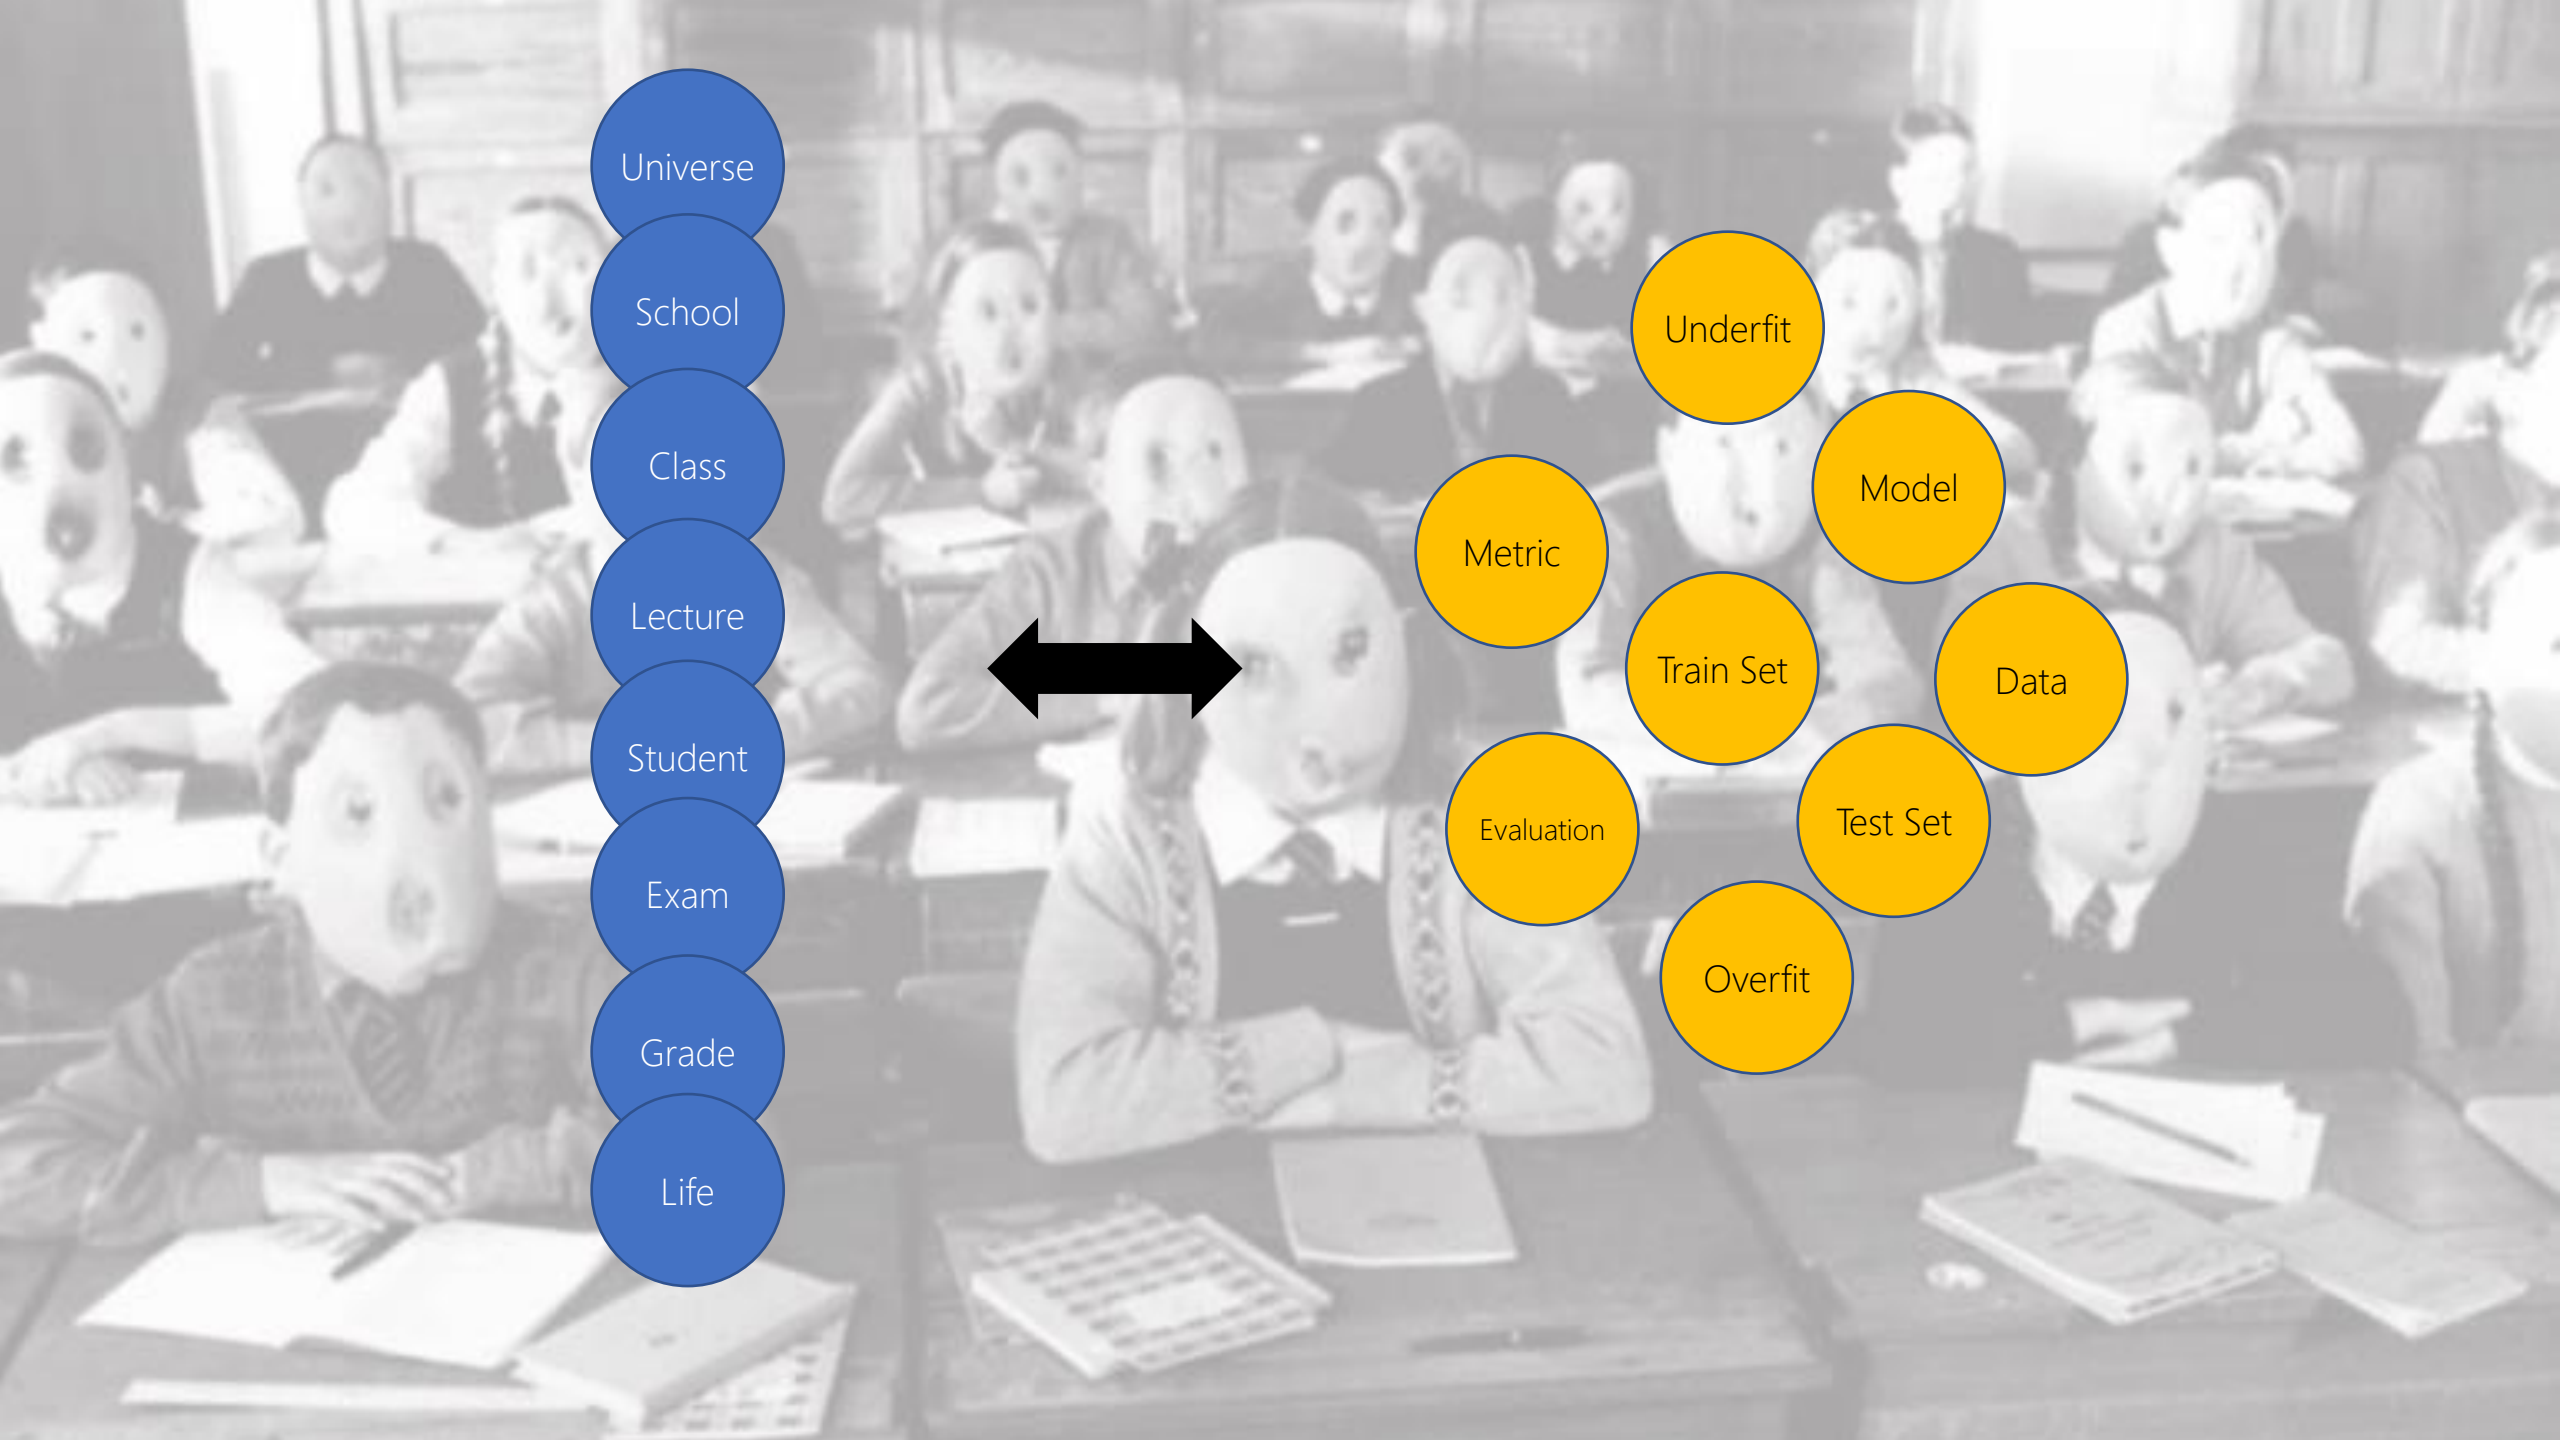 Universe
School
Class
Lecture
Student
Exam
Grade
Life
Underfit
Model
Metric
Train Set
Data
Test Set
Evaluation
Overfit